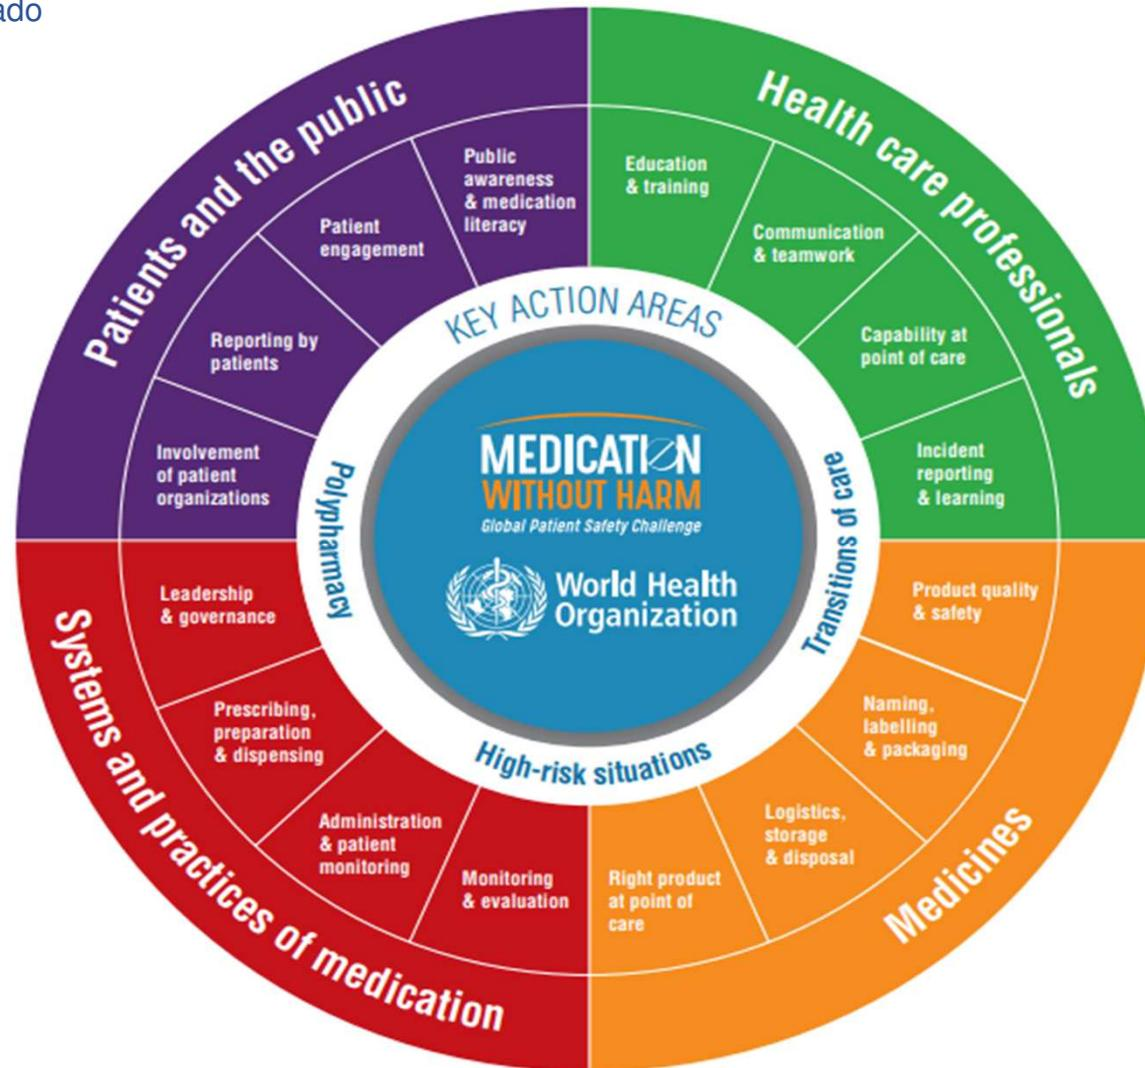 ado
Patients and the public
Public
awareness
& medication
literacy
Patient
engagement
Reporting by
patients
Involvement
of patient
organizations
Health care professionals
Education
& training
Communication
& teamwork
Capability at
point of care
Incident
reporting
& learning
KEY ACTION AREAS
Polypharmacy
Transitions of care
High-risk situations
MEDICATION
WITHOUT HARM
Global Patient Safety Challenge
World Health
Organization
Systems and practices of medication
Leadership
& governance
Prescribing,
preparation
& dispensing
Administration
& patient
monitoring
Monitoring
& evaluation
Medicines
Product quality
& safety
Naming,
labelling
& packaging
Logistics,
storage
& disposal
Right product
at point of
care